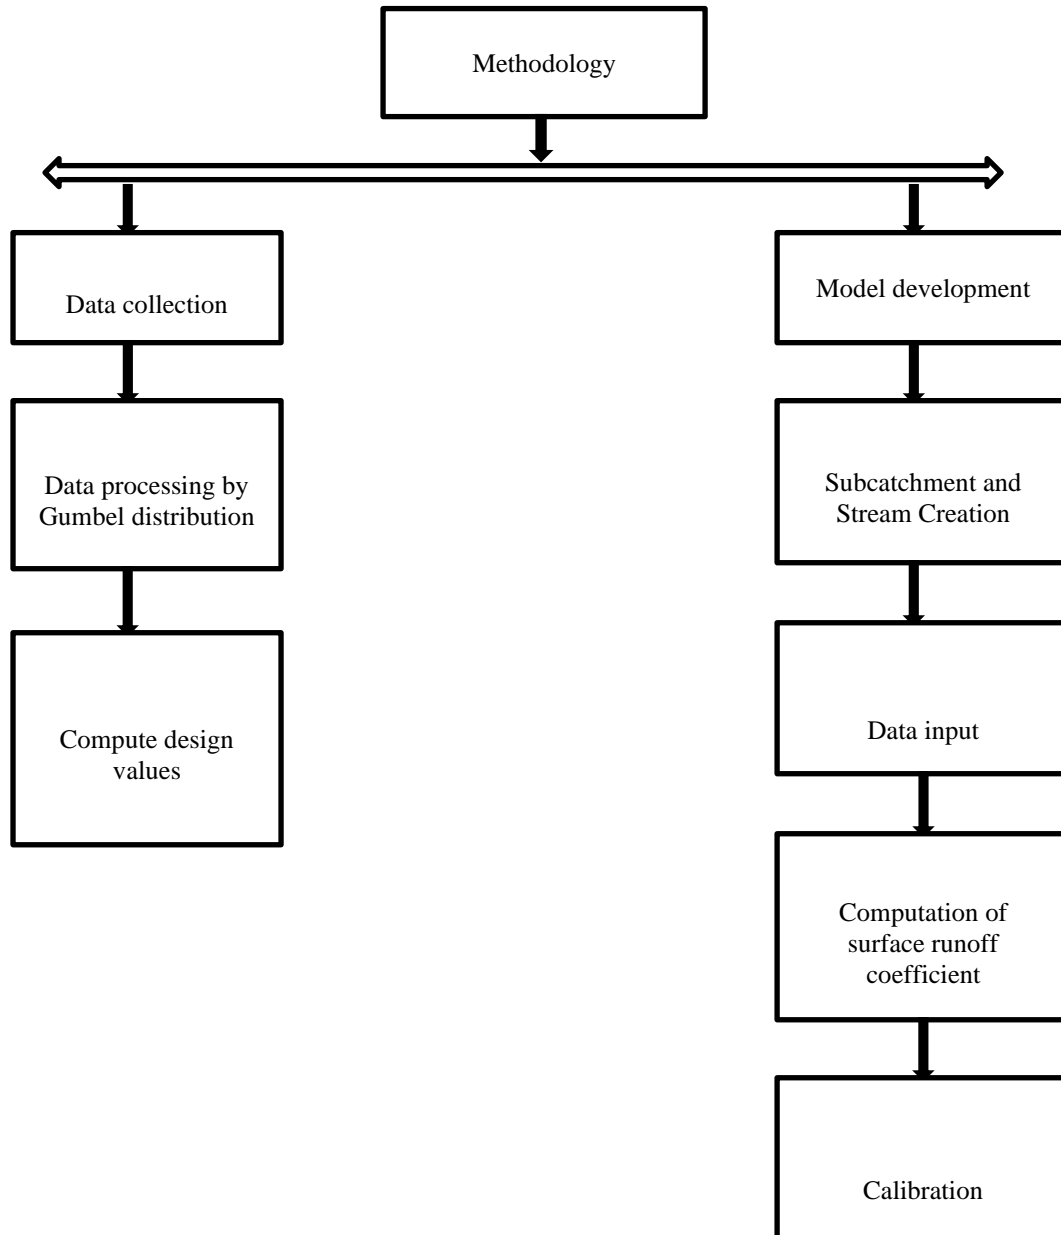 Methodology
Data collection
Model development
Data processing by
Gumbel distribution
Subcatchment and
Stream Creation
Compute design
values
Data input
Computation of
surface runoff
coefficient
Calibration